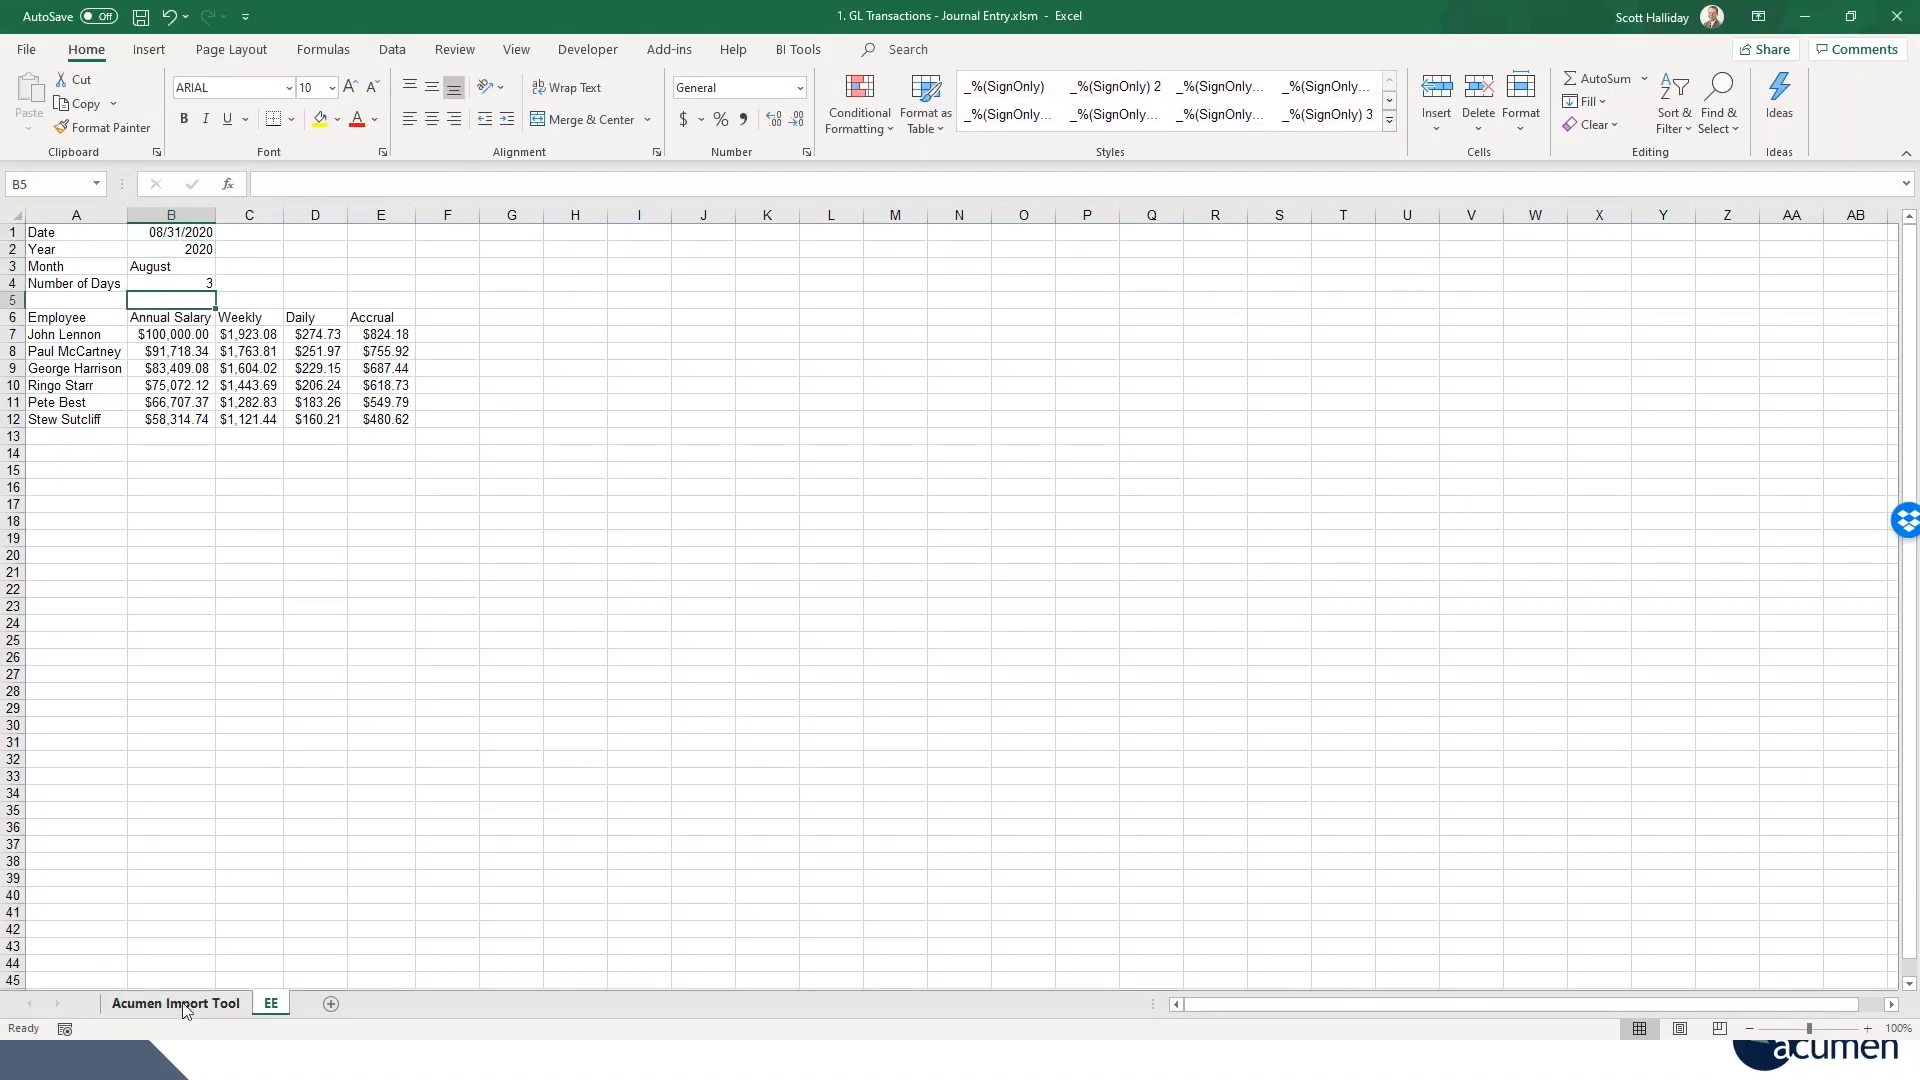 AutoSave Off 1. GL Transactions - Journal Entry.xlsm - Excel Scott Halliday
File Home Insert Page Layout Formulas Data Review View Developer Add-ins Help BI Tools Search Share Comments
Paste Cut Copy Format Painter
ARIAL 10 B I U
Wrap Text Merge & Center
General $ % 9
Conditional Formatting Format as Table
_%(SignOnly) _%(SignOnly) 2 _%(SignOnly... _%(SignOnly...
_%(SignOnly... _%(SignOnly... _%(SignOnly... _%(SignOnly) 3
Insert Delete Format
AutoSum Fill Clear Sort & Filter Find & Select Ideas
Clipboard Font Alignment Number Styles Cells Editing Ideas
B5 fx
A B C D E F G H I J K L M N O P Q R S T U V W X Y Z AA AB
1 Date 08/31/2020
2 Year 2020
3 Month August
4 Number of Days 3
5
6 Employee Annual Salary Weekly Daily Accrual
7 John Lennon $100,000.00 $1,923.08 $274.73 $824.18
8 Paul McCartney $91,718.34 $1,763.81 $251.97 $755.92
9 George Harrison $83,409.08 $1,604.02 $229.15 $687.44
10 Ringo Starr $75,072.12 $1,443.69 $206.24 $618.73
11 Pete Best $66,707.37 $1,282.83 $183.26 $549.79
12 Stew Sutcliff $58,314.74 $1,121.44 $160.21 $480.62
13
14
15
16
17
18
19
20
21
22
23
24
25
26
27
28
29
30
31
32
33
34
35
36
37
38
39
40
41
42
43
44
45
Acumen Import Tool EE
Ready 100%
acumen